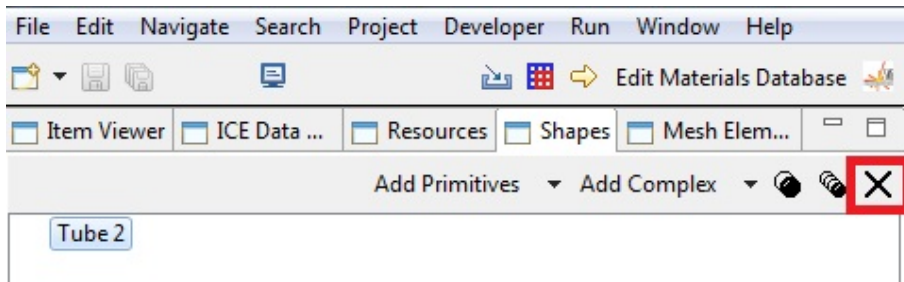 File Edit Navigate Search Project Developer Run Window Help
Edit Materials Database
Item Viewer ICE Data ... Resources Shapes Mesh Elem...
Add Primitives Add Complex
Tube 2